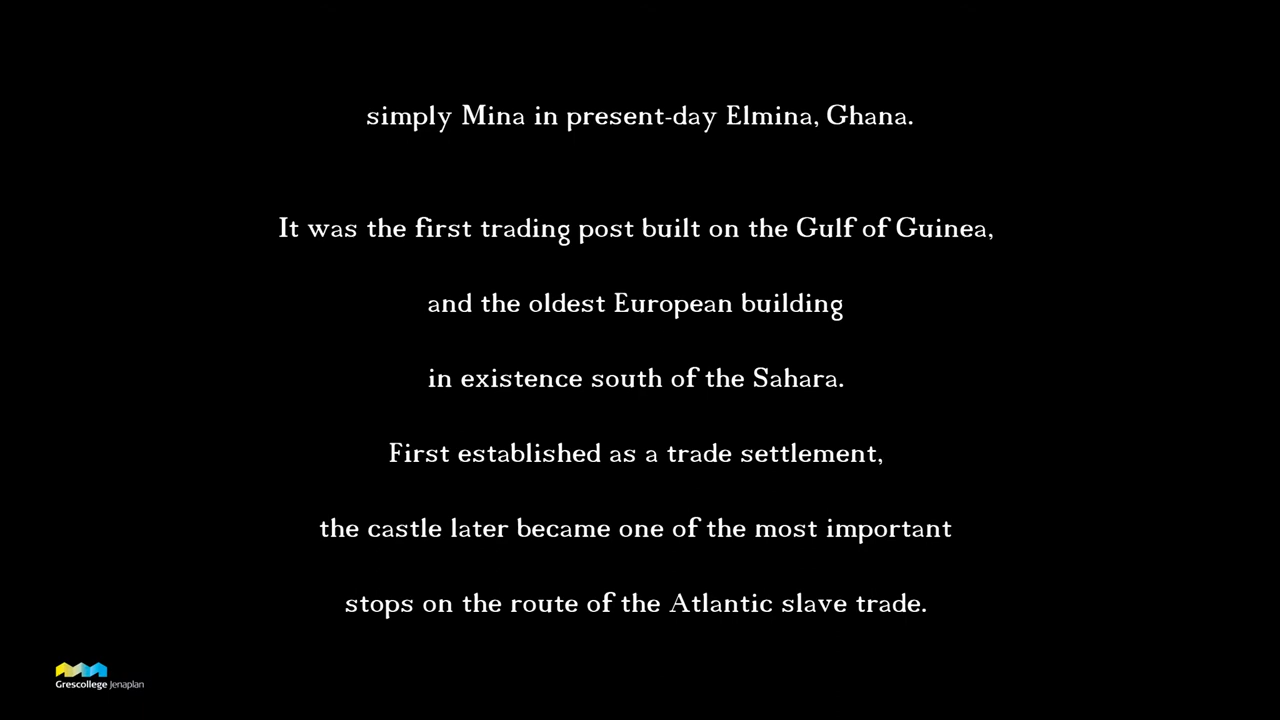 simply Mina in present-day Elmina, Ghana.
It was the first trading post built on the Gulf of Guinea,
and the oldest European building
in existence south of the Sahara.
First established as a trade settlement,
the castle later became one of the most important
stops on the route of the Atlantic slave trade.
Grescollege Jenaplan